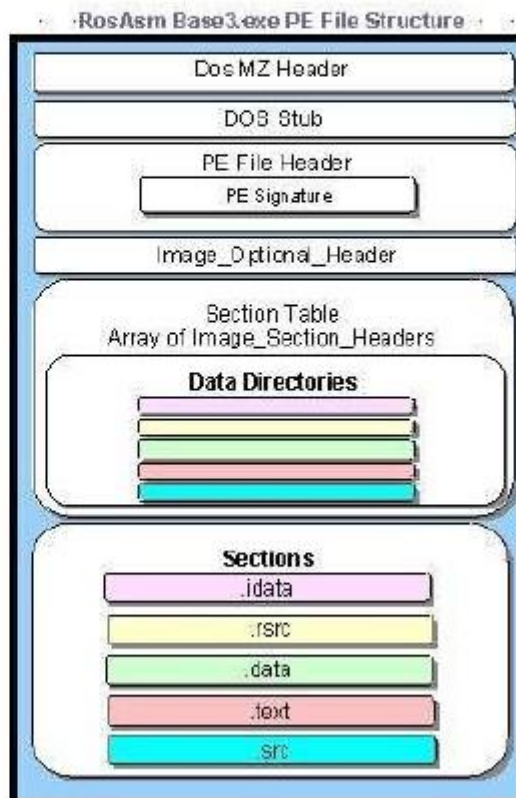 RosAsm Base3.exe PE File Structure
Dos MZ Header
DOS Stub
PE File Header
PE Signature
Image_Optional_Header
Section Table
Array of Image_Section_Headers
Data Directories
Sections
.idata
.rsrc
.data
.text
.src